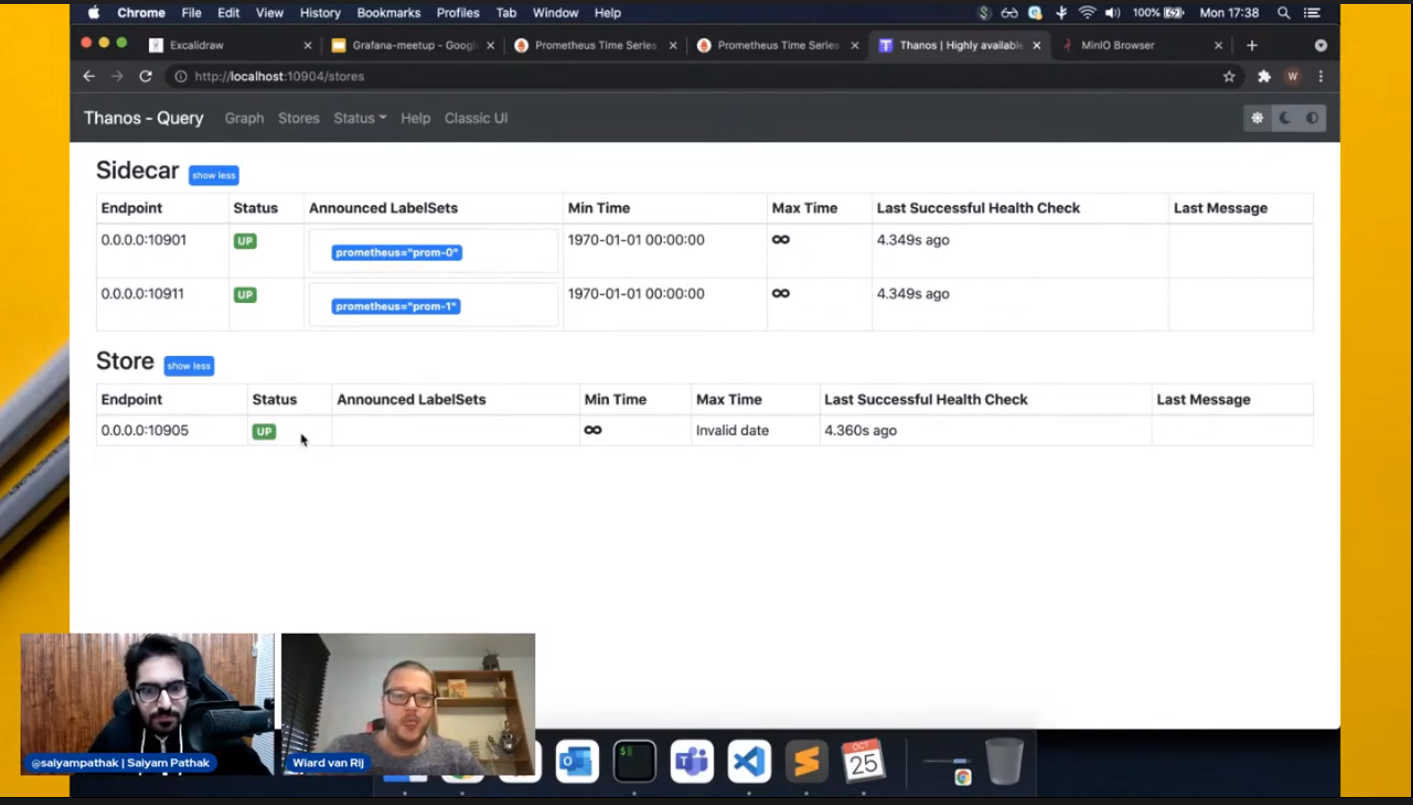 Chrome File Edit View History Bookmarks Profiles Tab Window Help 100% Mon 17:38
Excalidraw Grafana-meetup - Googl Prometheus Time Series Prometheus Time Series Thanos | Highly available MinIO Browser
http://localhost:10904/stores W
Thanos - Query Graph Stores Status Help Classic UI
Sidecar show less
Endpoint Status Announced LabelSets Min Time Max Time Last Successful Health Check Last Message
0.0.0.0:10901 UP prometheus="prom-0" 1970-01-01 00:00:00 ∞ 4.349s ago
0.0.0.0:10911 UP prometheus="prom-1" 1970-01-01 00:00:00 ∞ 4.349s ago
Store show less
Endpoint Status Announced LabelSets Min Time Max Time Last Successful Health Check Last Message
0.0.0.0:10905 UP ∞ Invalid date 4.360s ago
@saiyampathak | Saiyam Pathak Wiard van Rij
OCT
25